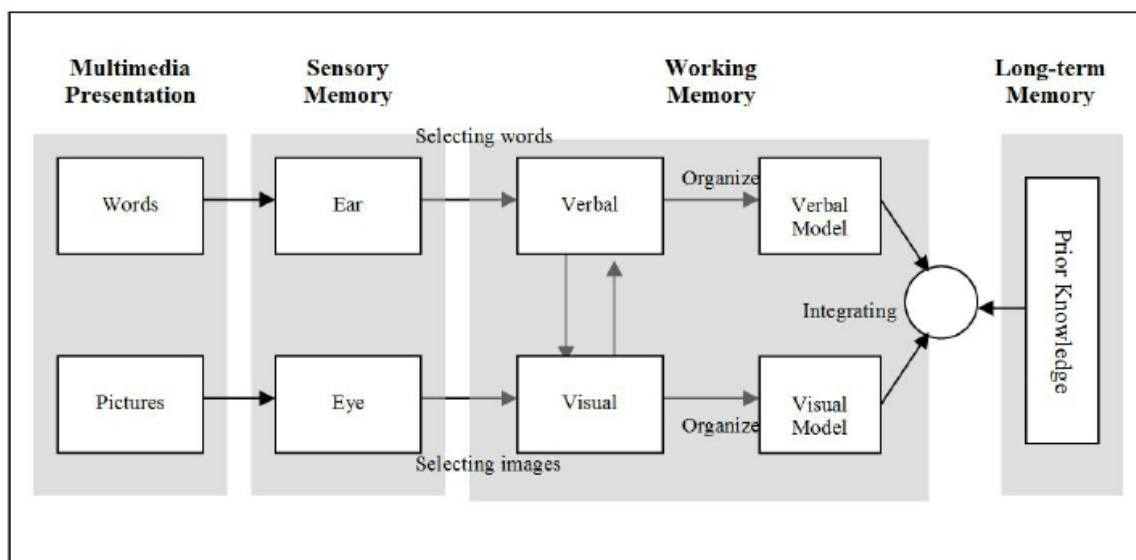 Multimedia
Presentation
Sensory
Memory
Working
Memory
Long-term
Memory
Selecting words
Words
Ear
Verbal
Organize
Verbal
Model
Integrating
Prior Knowledge
Pictures
Eye
Visual
Organize
Visual
Model
Selecting images